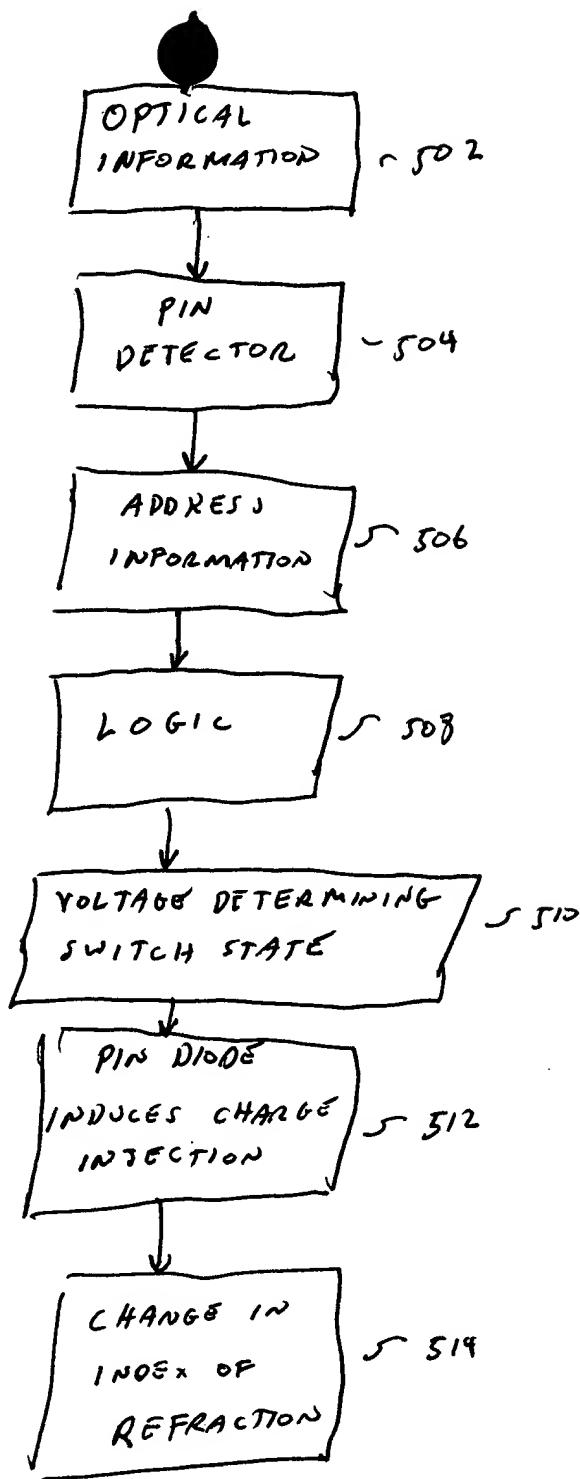 OPTICAL
INFORMATION
502
PIN
DETECTOR
504
ADDRESS
INFORMATION
506
LOGIC
508
VOLTAGE DETERMINING
SWITCH STATE
510
PIN DIODE
INDUCES CHARGE
INJECTION
512
CHANGE IN
INDEX OF
REFRACTION
514